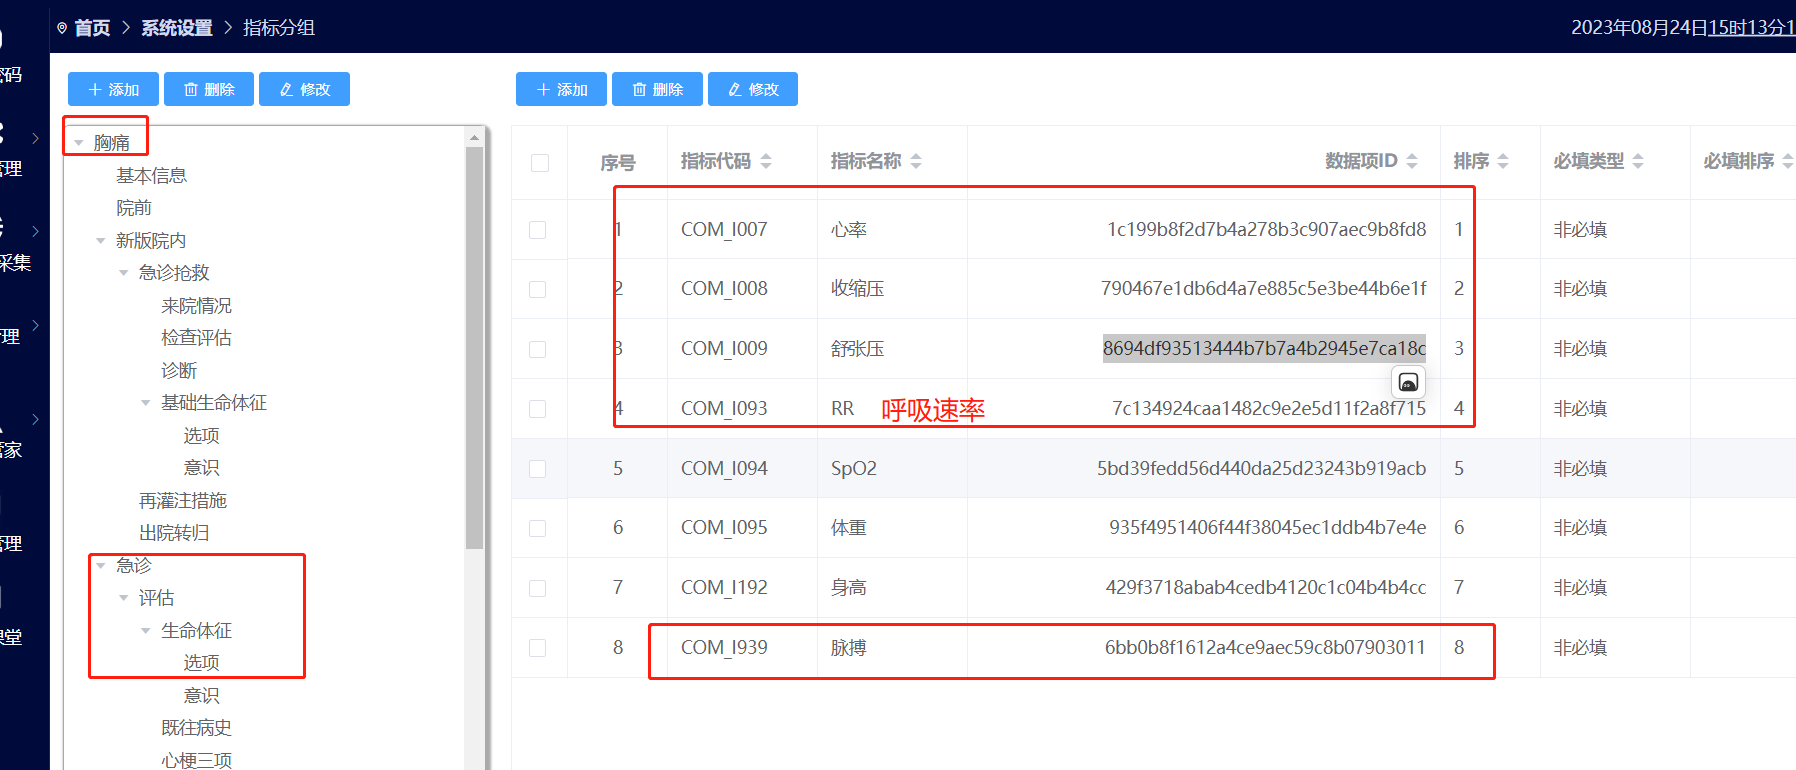 首页 > 系统设置 > 指标分组
2023年08月24日15时13分1
码
管理
采集
理
管家
管理
课堂
添加 删除 修改
胸痛
基本信息
院前
新版院内
急诊抢救
来院情况
检查评估
诊断
基础生命体征
选项
意识
再灌注措施
出院转归
急诊
评估
生命体征
选项
意识
既往病史
心梗三项
添加 删除 修改
序号 指标代码 指标名称 数据项ID 排序 必填类型 必填排序
1 COM_I007 心率 1c199b8f2d7b4a278b3c907aec9b8fd8 1 非必填
2 COM_I008 收缩压 790467e1db6d4a7e885c5e3be44b6e1f 2 非必填
3 COM_I009 舒张压 8694df93513444b7b7a4b2945e7ca18c 3 非必填
4 COM_I093 RR 呼吸速率 7c134924caa1482c9e2e5d11f2a8f715 4 非必填
5 COM_I094 SpO2 5bd39fedd56d440da25d23243b919acb 5 非必填
6 COM_I095 体重 935f4951406f44f38045ec1ddb4b7e4e 6 非必填
7 COM_I192 身高 429f3718abab4cedb4120c1c04b4b4cc 7 非必填
8 COM_I939 脉搏 6bb0b8f1612a4ce9aec59c8b07903011 8 非必填